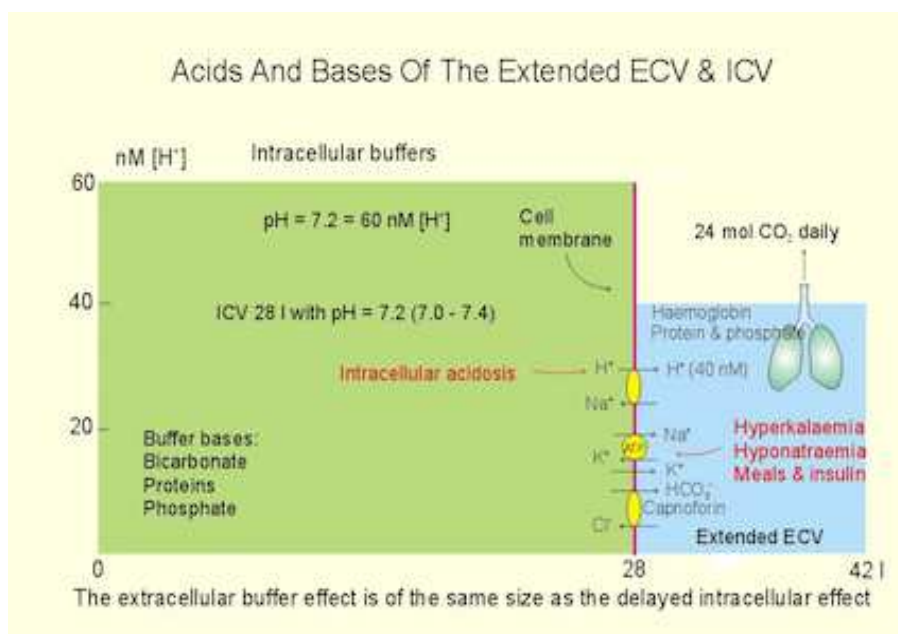 Acids And Bases Of The Extended ECV & ICV
nM [H⁺]
Intracellular buffers
60
pH = 7.2 = 60 nM [H⁺]
Cell
membrane
24 mol CO₂ daily
40
ICV 28 l with pH = 7.2 (7.0 - 7.4)
Haemoglobin
Protein & phosphate
Intracellular acidosis
H⁺
H⁺ (40 nM)
Na⁺
20
Buffer bases:
Bicarbonate
Proteins
Phosphate
Na⁺
K⁺
K⁺
HCO₃⁻
Capnoforin
Cl⁻
Hyperkalaemia
Hyponatraemia
Meals & insulin
Extended ECV
0
28
42 l
The extracellular buffer effect is of the same size as the delayed intracellular effect